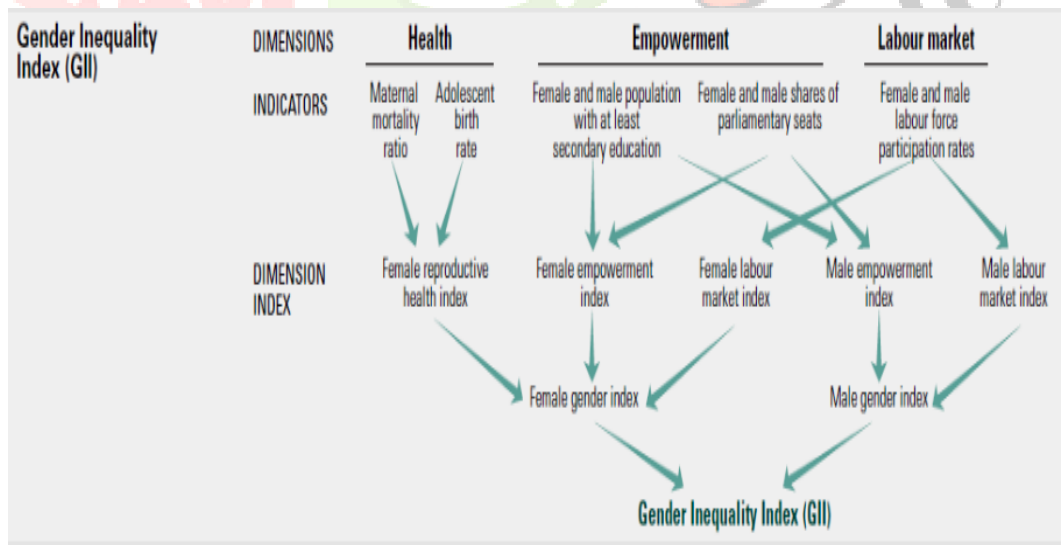 Gender Inequality
Index (GII)
DIMENSIONS
Health
Empowerment
Labour market
INDICATORS
Maternal
mortality
ratio
Adolescent
birth
rate
Female and male population
with at least
secondary education
Female and male shares of
parliamentary seats
Female and male
labour force
participation rates
DIMENSION
INDEX
Female reproductive
health index
Female empowerment
index
Female labour
market index
Male empowerment
index
Male labour
market index
Female gender index
Male gender index
Gender Inequality Index (GII)